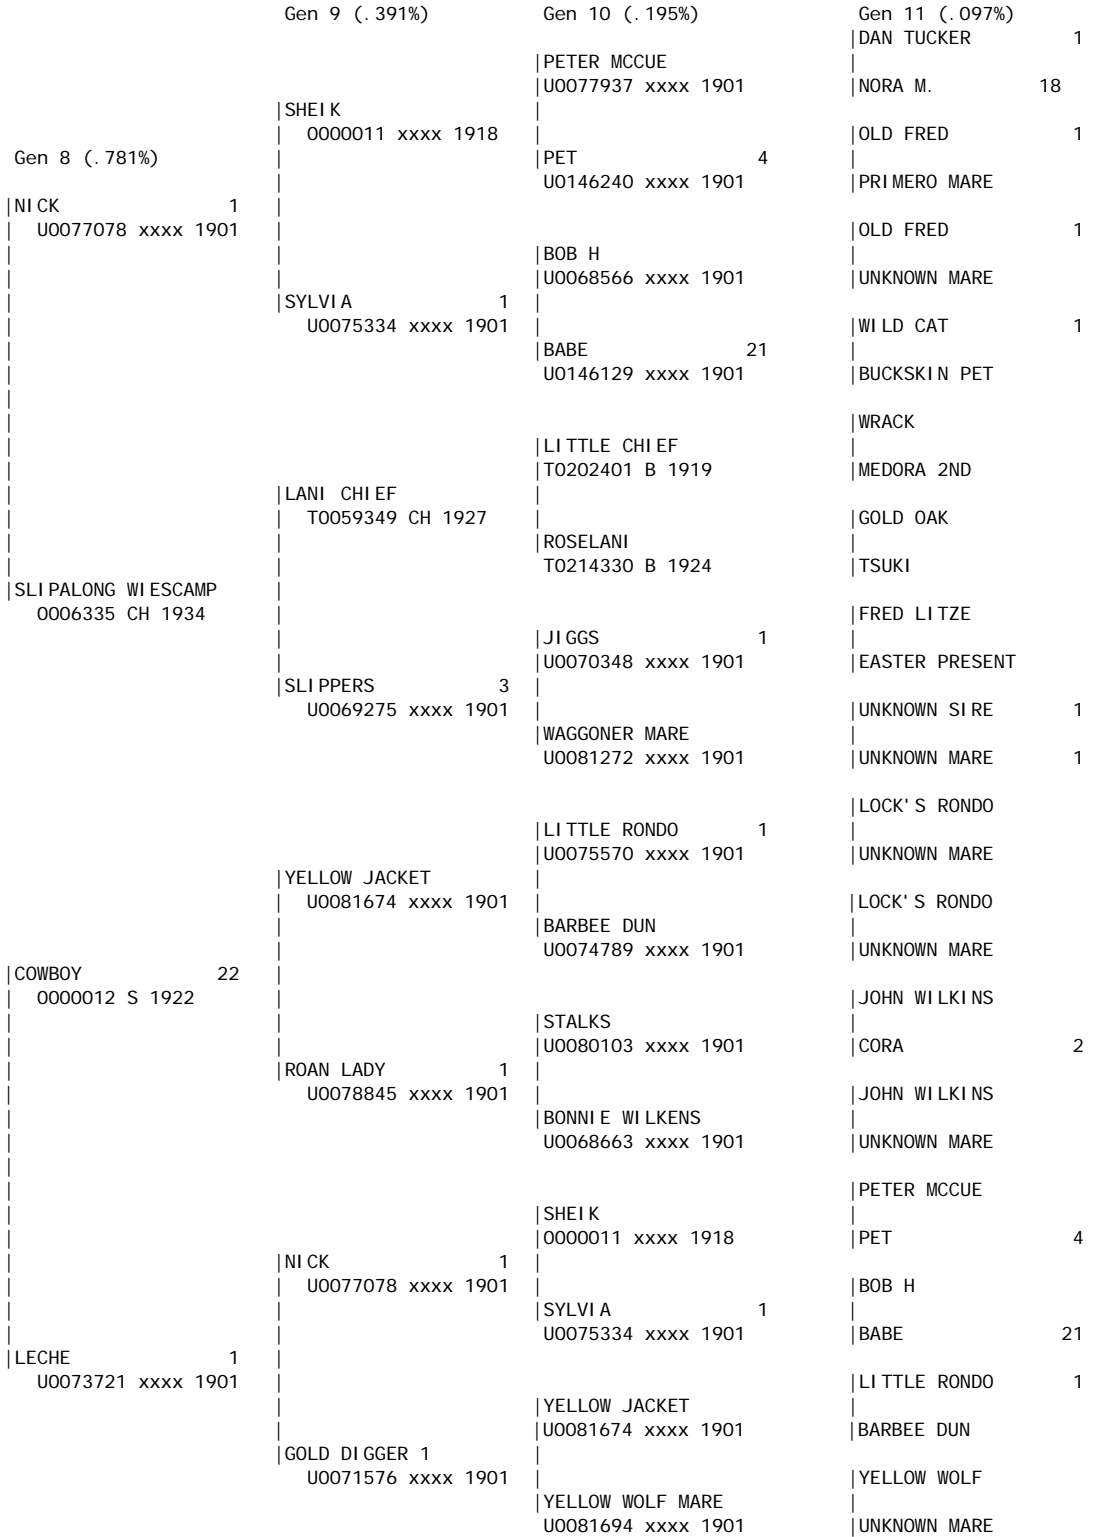 Gen 9 (.391%) Gen 10 (.195%) Gen 11 (.097%)
|DAN TUCKER 1
|PETER MCCUE |
|U0077937 xxxx 1901 |NORA M. 18
|SHEIK |
| 0000011 xxxx 1918 | |OLD FRED 1
Gen 8 (.781%) | |PET 4 |
| U0146240 xxxx 1901 |PRIMERO MARE
|NICK 1 |
| U0077078 xxxx 1901 | |OLD FRED 1
| | |BOB H |
| | |U0068566 xxxx 1901 |UNKNOWN MARE
| |SYLVIA 1 |
| U0075334 xxxx 1901 | |WILD CAT 1
| |BABE 21 |
| U0146129 xxxx 1901 |BUCKSKIN PET
|
| |WRACK
| |LITTLE CHIEF |
| |T0202401 B 1919 |MEDORA 2ND
| |LANI CHIEF |
| | T0059349 CH 1927 | |GOLD OAK
| | |ROSELANI |
| | T0214330 B 1924 |TSUKI
|SLIPALONG WIESCAMP |
0006335 CH 1934 | |FRED LITZE
| |JIGGS 1 |
| |U0070348 xxxx 1901 |EASTER PRESENT
|SLIPPERS 3 |
U0069275 xxxx 1901 | |UNKNOWN SIRE 1
|WAGGONER MARE |
U0081272 xxxx 1901 |UNKNOWN MARE 1
|LOCK'S RONDO
|LITTLE RONDO 1 |
|U0075570 xxxx 1901 |UNKNOWN MARE
|YELLOW JACKET |
| U0081674 xxxx 1901 | |LOCK'S RONDO
| |BARBEE DUN |
| U0074789 xxxx 1901 |UNKNOWN MARE
|COWBOY 22 |
| 0000012 S 1922 | |JOHN WILKINS
| | |STALKS |
| | |U0080103 xxxx 1901 |CORA 2
| |ROAN LADY 1 |
| U0078845 xxxx 1901 | |JOHN WILKINS
| |BONNIE WILKENS |
| U0068663 xxxx 1901 |UNKNOWN MARE
|
| |PETER MCCUE
| |SHEIK |
| |0000011 xxxx 1918 |PET 4
| |NICK 1 |
| | U0077078 xxxx 1901 | |BOB H
| | |SYLVIA 1 |
| | U0075334 xxxx 1901 |BABE 21
|LECHE 1 |
U0073721 xxxx 1901 | |LITTLE RONDO 1
| |YELLOW JACKET |
| |U0081674 xxxx 1901 |BARBEE DUN
|GOLD DIGGER 1 |
U0071576 xxxx 1901 | |YELLOW WOLF
|YELLOW WOLF MARE |
U0081694 xxxx 1901 |UNKNOWN MARE